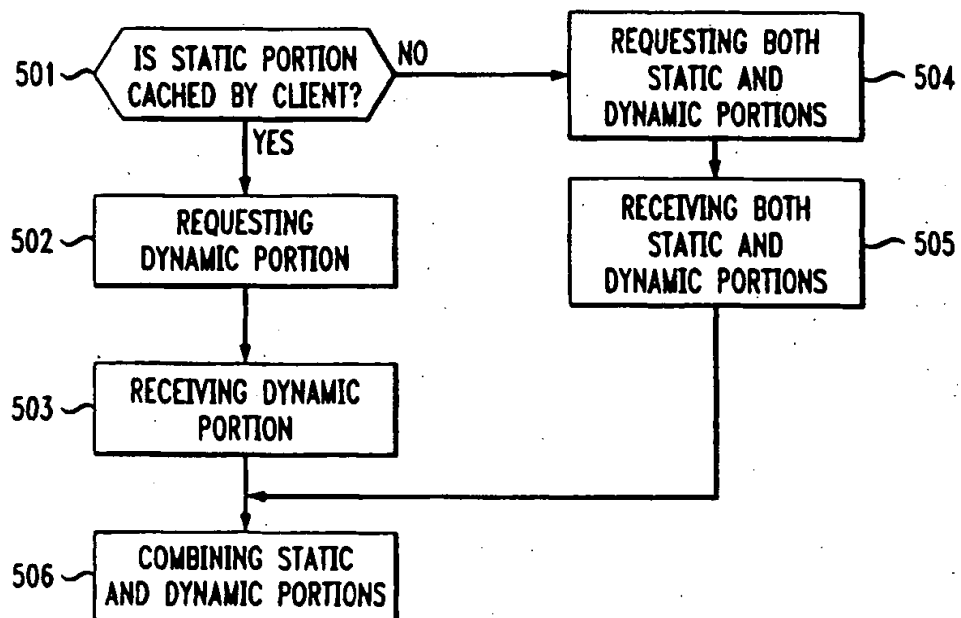 501
IS STATIC PORTION
CACHED BY CLIENT?
NO
YES
REQUESTING BOTH
STATIC AND
DYNAMIC PORTIONS
504
502
REQUESTING
DYNAMIC PORTION
RECEIVING BOTH
STATIC AND
DYNAMIC PORTIONS
505
503
RECEIVING DYNAMIC
PORTION
506
COMBINING STATIC
AND DYNAMIC PORTIONS